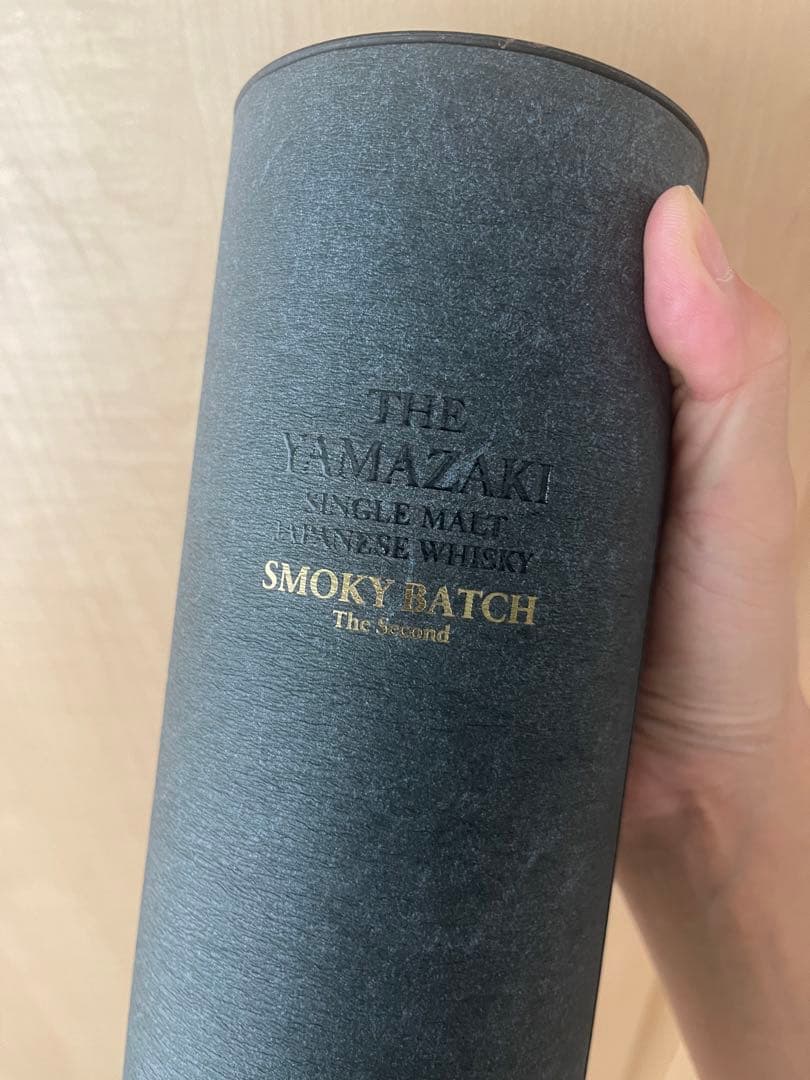 THE
YAMAZAKI
SINGLE MALT
JAPANESE WHISKY
SMOKY BATCH
The Second